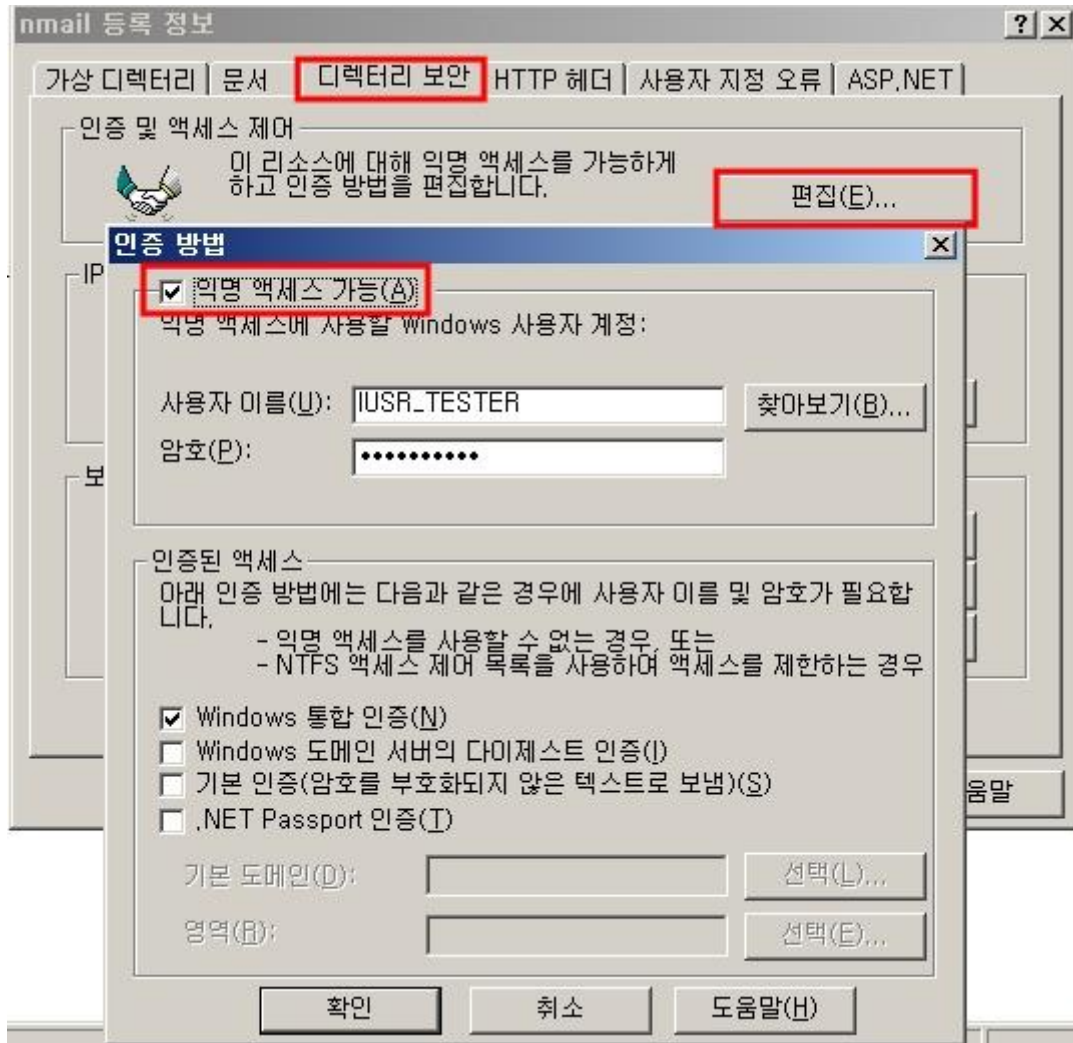 nmail 등록 정보
가상 디렉터리 문서 디렉터리 보안 HTTP 헤더 사용자 지정 오류 ASP.NET
인증 및 액세스 제어
이 리소스에 대해 익명 액세스를 가능하게
하고 인증 방법을 편집합니다.
편집(E)...
인증 방법
IP
익명 액세스 가능(A)
익명 액세스에 사용할 Windows 사용자 계정:
사용자 이름(U): IUSR_TESTER 찾아보기(B)...
암호(P): ••••••••••
보
인증된 액세스
아래 인증 방법에는 다음과 같은 경우에 사용자 이름 및 암호가 필요합
니다.
- 익명 액세스를 사용할 수 없는 경우, 또는
- NTFS 액세스 제어 목록을 사용하여 액세스를 제한하는 경우
Windows 통합 인증(N)
Windows 도메인 서버의 다이제스트 인증(I)
기본 인증(암호를 부호화되지 않은 텍스트로 보냄)(S)
.NET Passport 인증(T)
움말
기본 도메인(D): 선택(L)...
영역(R): 선택(E)...
확인 취소 도움말(H)